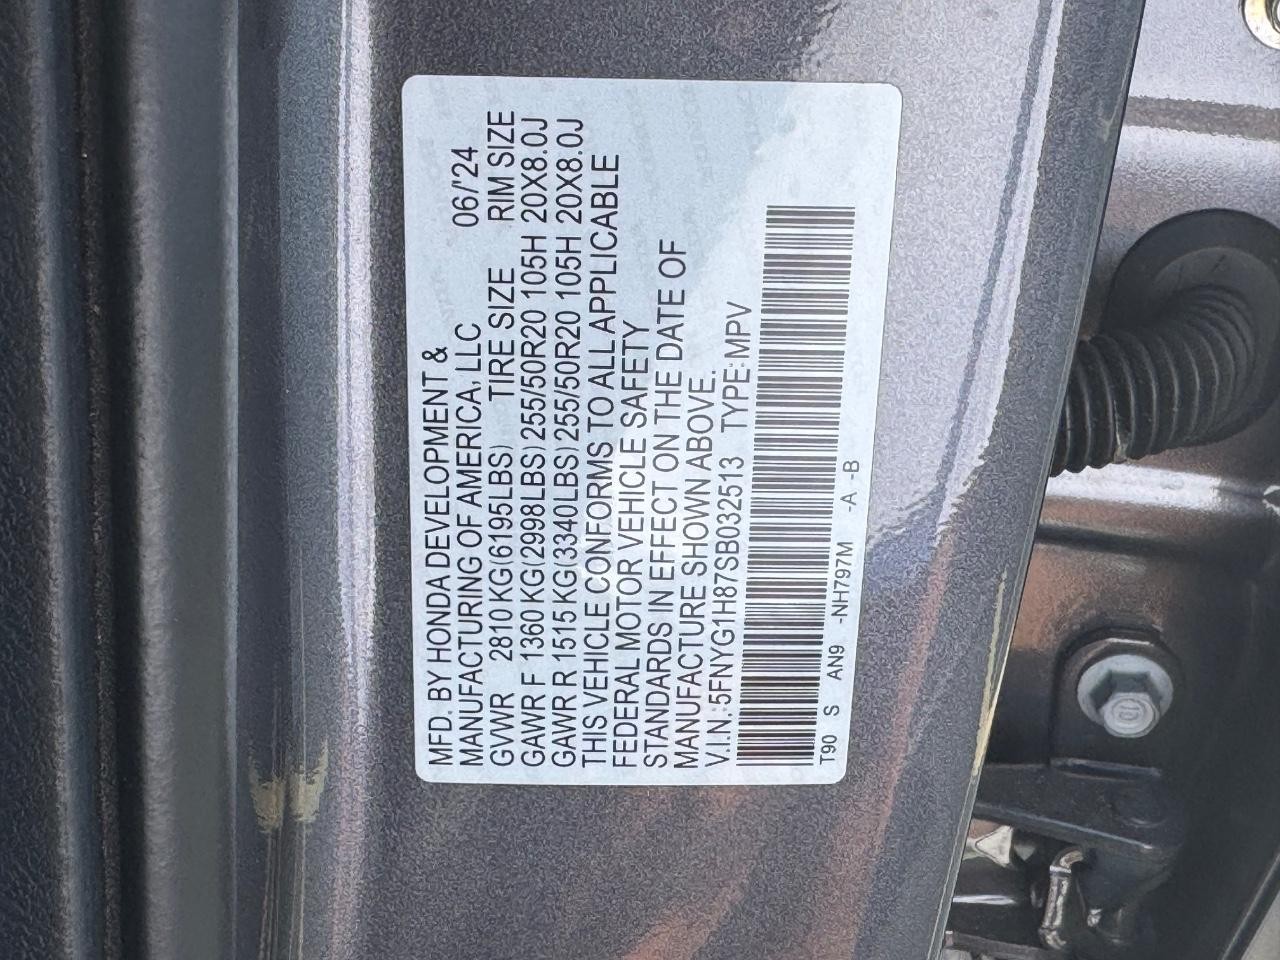 MFD. BY HONDA DEVELOPMENT &
MANUFACTURING OF AMERICA, LLC 06/'24
GVWR 2810 KG(6195LBS) TIRE SIZE RIM SIZE
GAWR F 1360 KG(2998LBS) 255/50R20 105H 20X8.0J
GAWR R 1515 KG(3340LBS) 255/50R20 105H 20X8.0J
THIS VEHICLE CONFORMS TO ALL APPLICABLE
FEDERAL MOTOR VEHICLE SAFETY
STANDARDS IN EFFECT ON THE DATE OF
MANUFACTURE SHOWN ABOVE.
V.I.N.:5FNYG1H87SB032513 TYPE:MPV
T90 S AN9 -NH797M -A -B